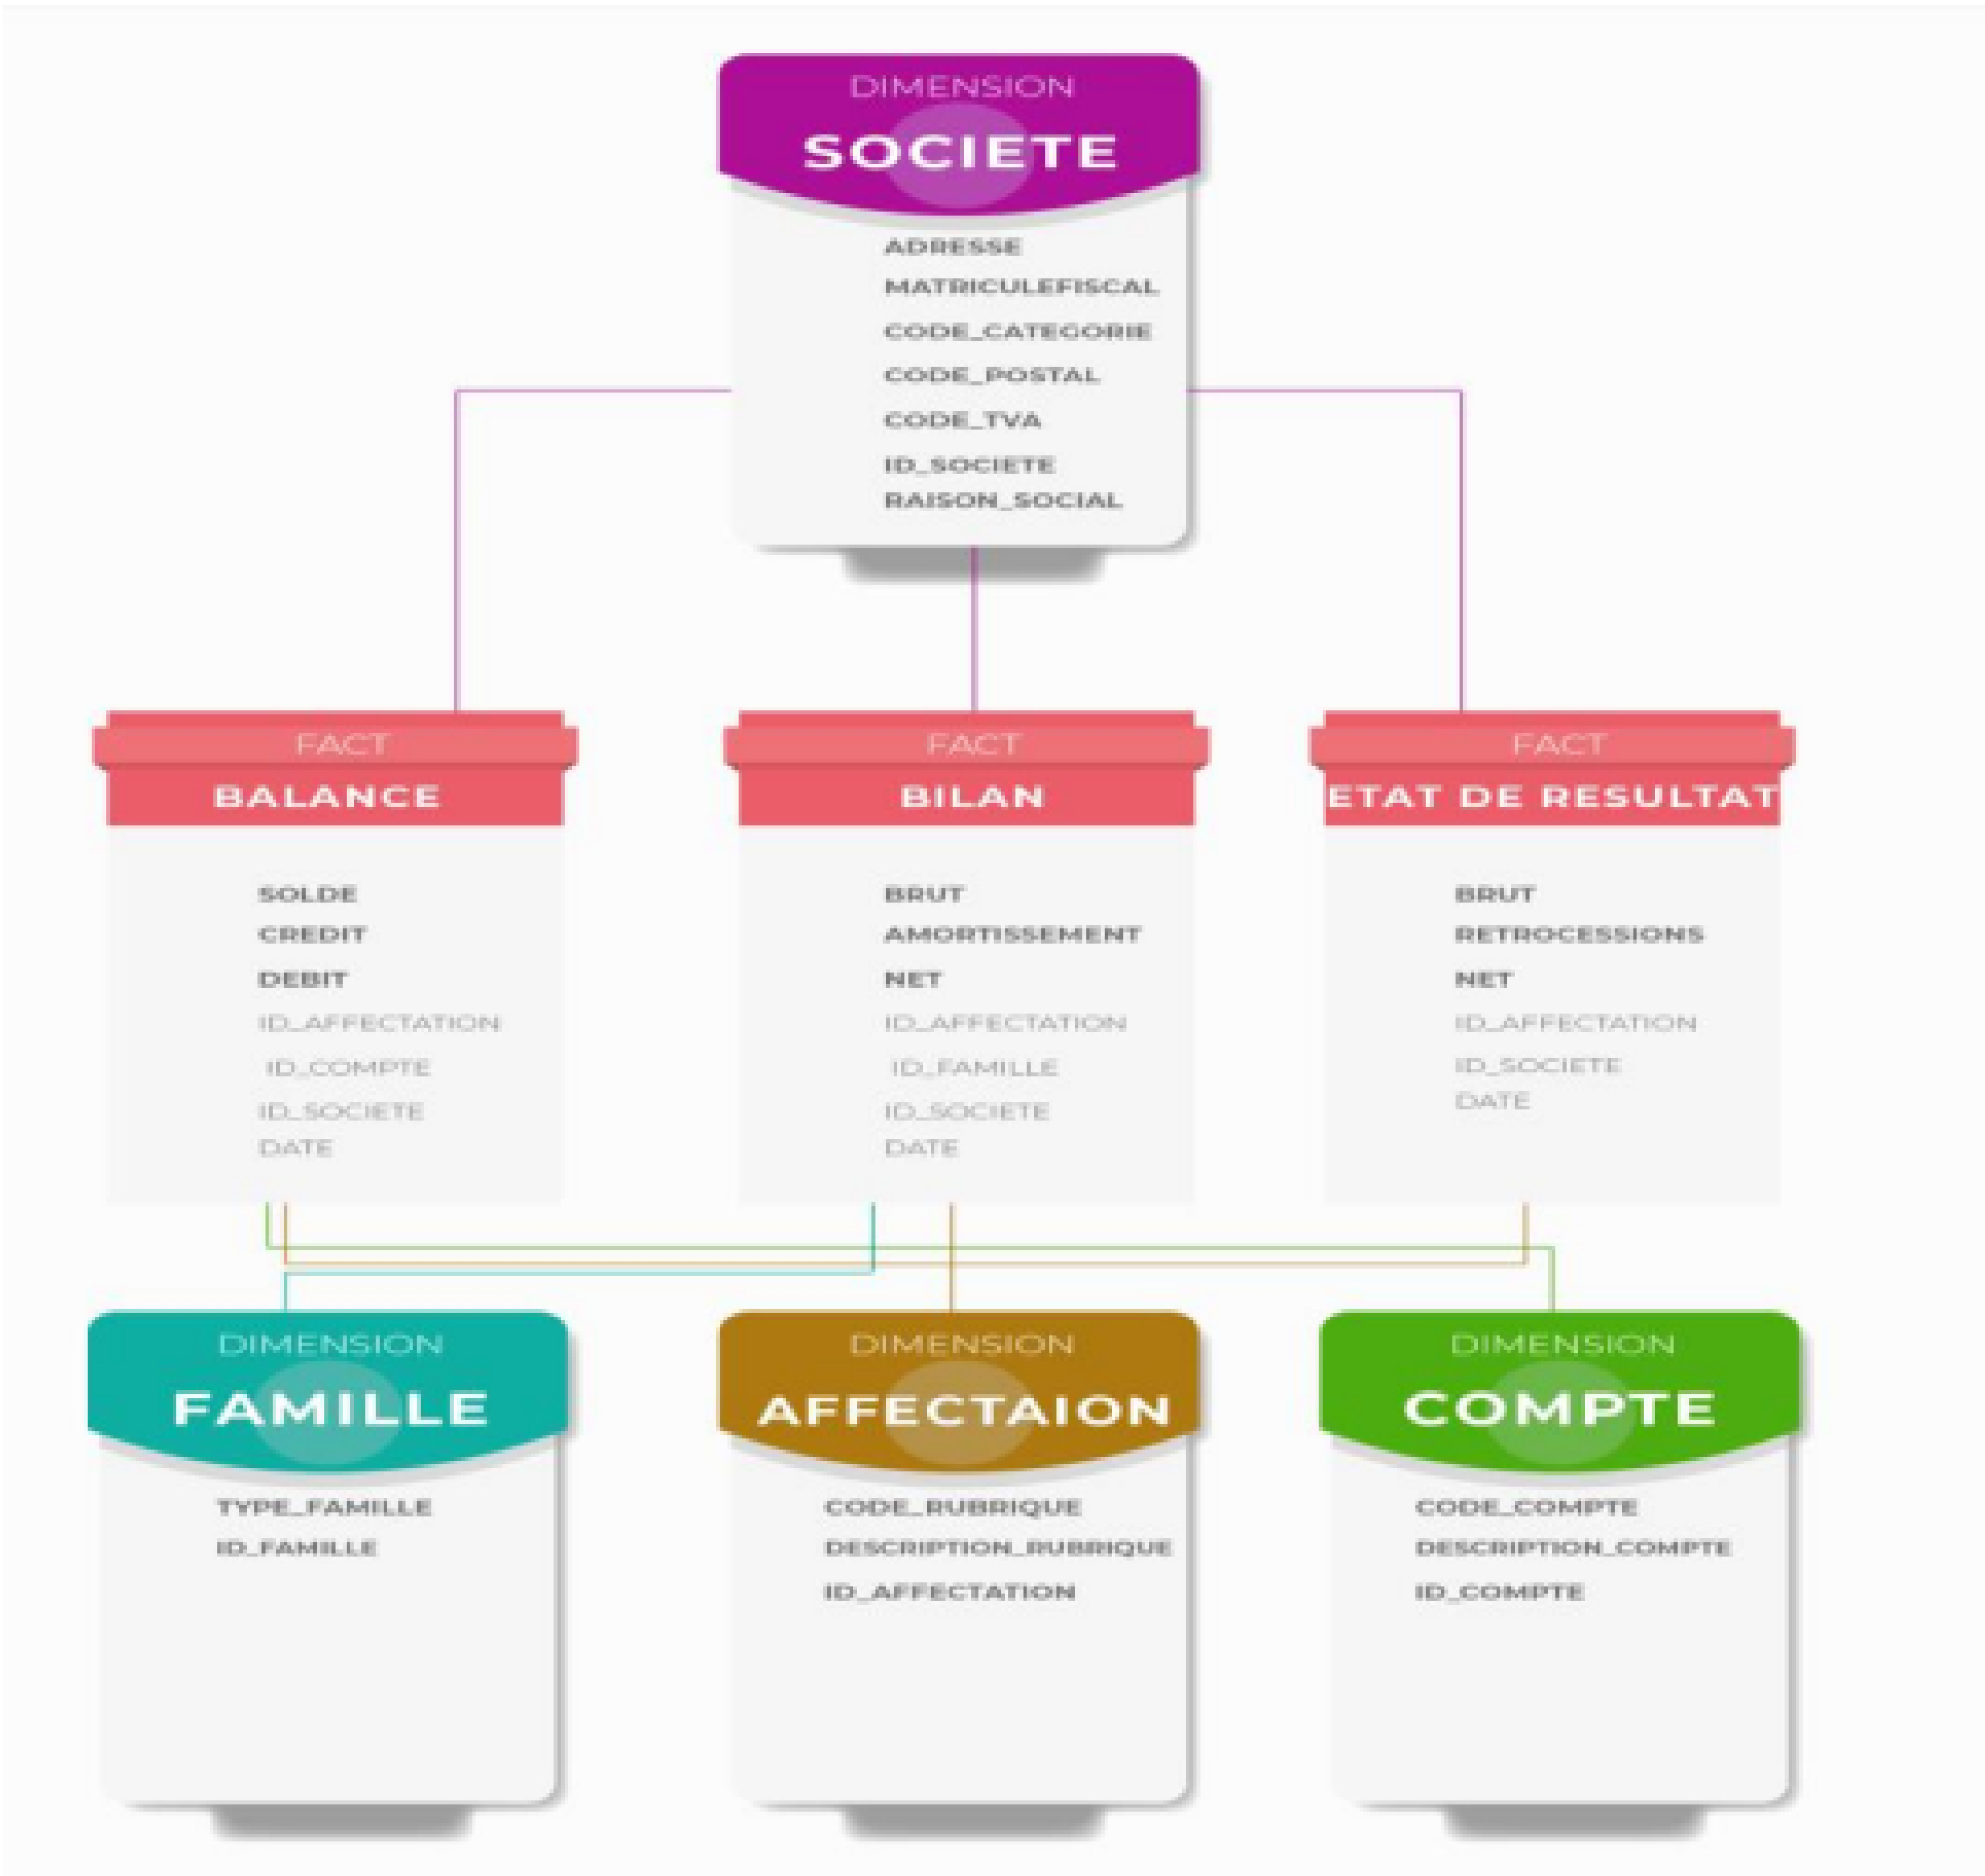 DIMENSION
SOCIETE
ADRESSE
MATRICULEFISCAL
CODE_CATEGORIE
CODE_POSTAL
CODE_TVA
ID_SOCIETE
RAISON_SOCIAL
FACT
BALANCE
SOLDE
CREDIT
DEBIT
ID_AFFECTATION
ID_COMPTE
ID_SOCIETE
DATE
FACT
BILAN
BRUT
AMORTISSEMENT
NET
ID_AFFECTATION
ID_FAMILLE
ID_SOCIETE
DATE
FACT
ETAT DE RESULTAT
BRUT
RETROCESSIONS
NET
ID_AFFECTATION
ID_SOCIETE
DATE
DIMENSION
FAMILLE
TYPE_FAMILLE
ID_FAMILLE
DIMENSION
AFFECTAION
CODE_RUBRIQUE
DESCRIPTION_RUBRIQUE
ID_AFFECTATION
DIMENSION
COMPTE
CODE_COMPTE
DESCRIPTION_COMPTE
ID_COMPTE